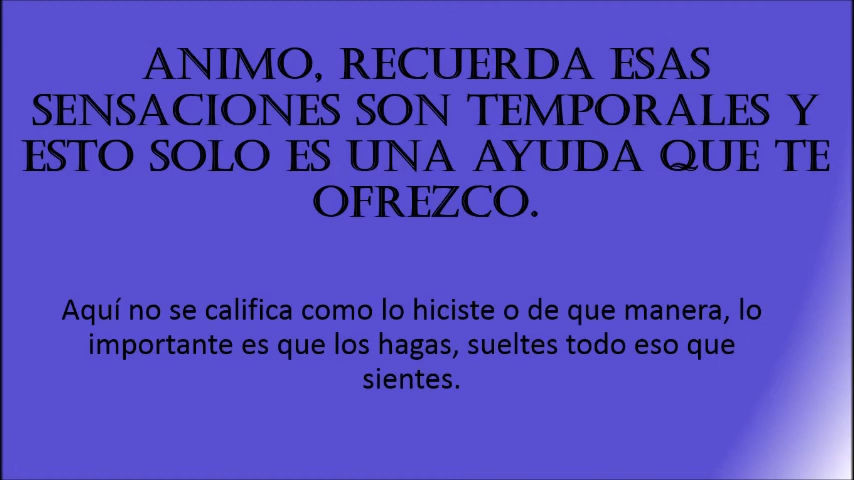 ANIMO, RECUERDA ESAS
SENSACIONES SON TEMPORALES Y
ESTO SOLO ES UNA AYUDA QUE TE
OFREZCO.
Aquí no se califica como lo hiciste o de que manera, lo
importante es que los hagas, sueltes todo eso que
sientes.